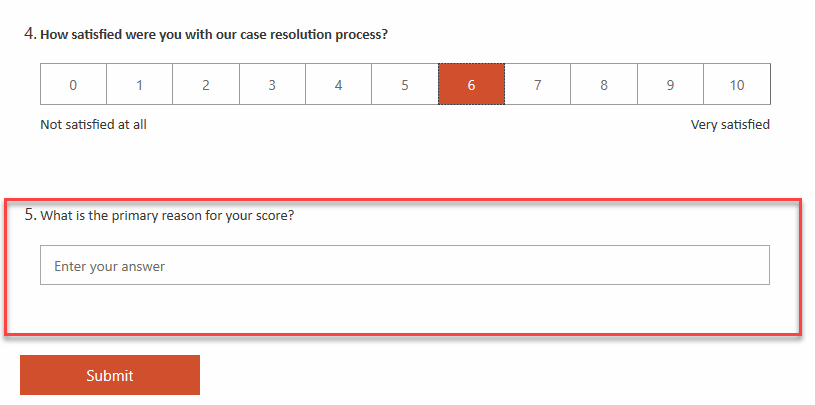 4. How satisfied were you with our case resolution process?
0 1 2 3 4 5 6 7 8 9 10
Not satisfied at all Very satisfied
5. What is the primary reason for your score?
Enter your answer
Submit